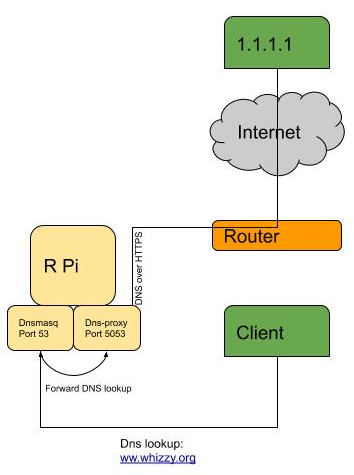 1.1.1.1
Internet
Router
DNS over HTTPS
R Pi
Dnsmasq
Port 53
Dns-proxy
Port 5053
Client
Forward DNS lookup
Dns lookup:
ww.whizzy.org